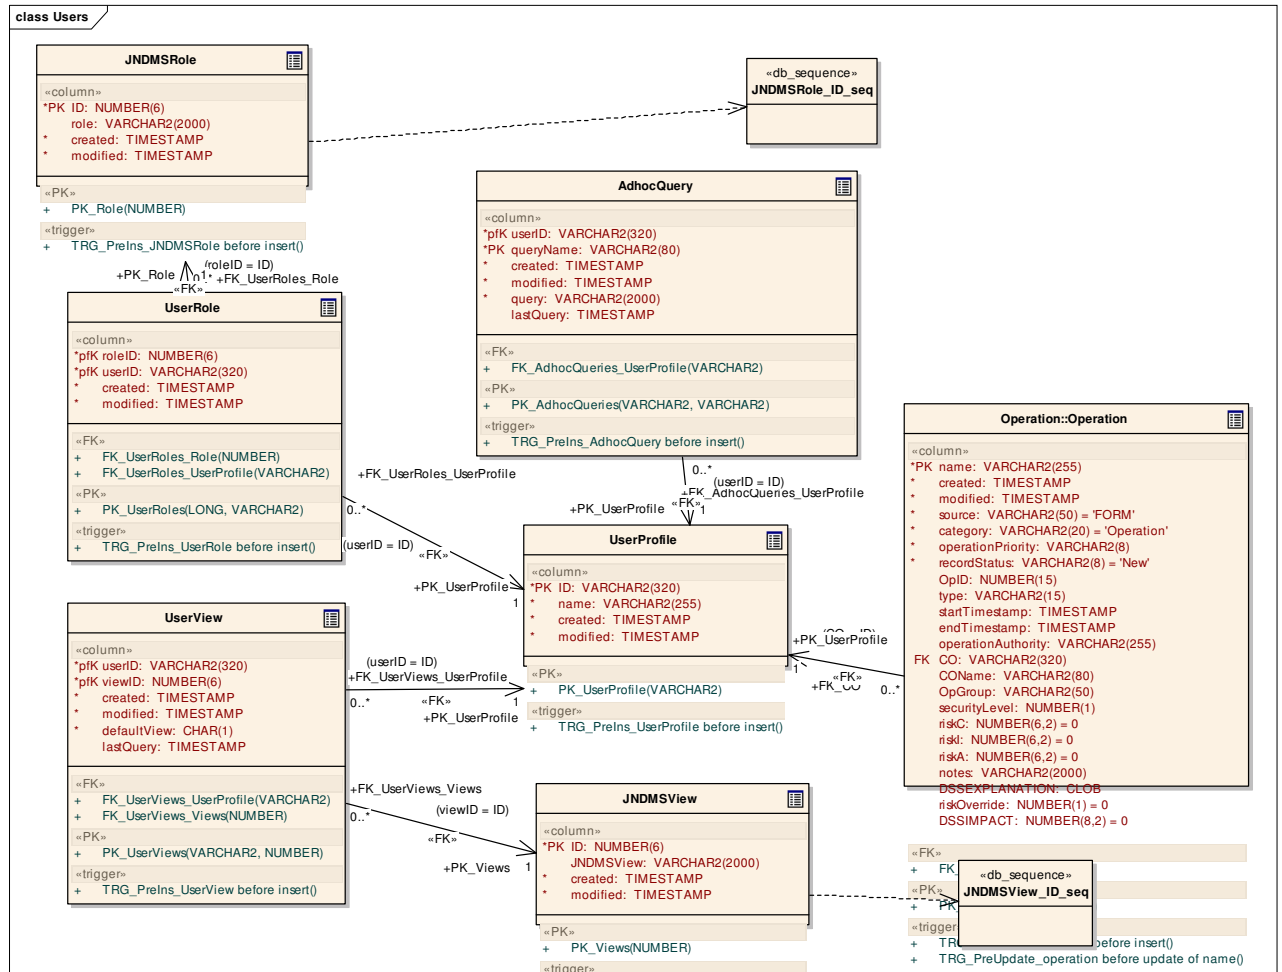 class Users
JNDMSRole
«column»
*PK ID: NUMBER(6)
role: VARCHAR2(2000)
* created: TIMESTAMP
* modified: TIMESTAMP
«PK»
+ PK_Role(NUMBER)
«trigger»
+ TRG_PreIns_JNDMSRole before insert()
«db_sequence»
JNDMSRole_ID_seq
(roleID = ID)
+PK_Role
1
0..*
+FK_UserRoles_Role
«FK»
UserRole
«column»
*pfK roleID: NUMBER(6)
*pfK userID: VARCHAR2(320)
* created: TIMESTAMP
* modified: TIMESTAMP
«FK»
+ FK_UserRoles_Role(NUMBER)
+ FK_UserRoles_UserProfile(VARCHAR2)
«PK»
+ PK_UserRoles(LONG, VARCHAR2)
«trigger»
+ TRG_PreIns_UserRole before insert()
AdhocQuery
«column»
*pfK userID: VARCHAR2(320)
*PK queryName: VARCHAR2(80)
* created: TIMESTAMP
* modified: TIMESTAMP
* query: VARCHAR2(2000)
lastQuery: TIMESTAMP
«FK»
+ FK_AdhocQueries_UserProfile(VARCHAR2)
«PK»
+ PK_AdhocQueries(VARCHAR2, VARCHAR2)
«trigger»
+ TRG_PreIns_AdhocQuery before insert()
0..*
(userID = ID)
+FK_AdhocQueries_UserProfile
«FK»
+PK_UserProfile
1
+FK_UserRoles_UserProfile
0..*
(userID = ID)
«FK»
+PK_UserProfile
1
UserProfile
«column»
*PK ID: VARCHAR2(320)
* name: VARCHAR2(255)
* created: TIMESTAMP
* modified: TIMESTAMP
«PK»
+ PK_UserProfile(VARCHAR2)
«trigger»
+ TRG_PreIns_UserProfile before insert()
Operation::Operation
«column»
*PK name: VARCHAR2(255)
* created: TIMESTAMP
* modified: TIMESTAMP
* source: VARCHAR2(50) = 'FORM'
* category: VARCHAR2(20) = 'Operation'
* operationPriority: VARCHAR2(8)
* recordStatus: VARCHAR2(8) = 'New'
OpID: NUMBER(15)
type: VARCHAR2(15)
startTimestamp: TIMESTAMP
endTimestamp: TIMESTAMP
operationAuthority: VARCHAR2(255)
FK CO: VARCHAR2(320)
COName: VARCHAR2(80)
OpGroup: VARCHAR2(50)
securityLevel: NUMBER(1)
riskC: NUMBER(6,2) = 0
riskI: NUMBER(6,2) = 0
riskA: NUMBER(6,2) = 0
notes: VARCHAR2(2000)
DSSEXPLANATION: CLOB
riskOverride: NUMBER(1) = 0
DSSIMPACT: NUMBER(8,2) = 0
«FK»
+ FK_
«PK»
+ PK_
«trigger
+ TRG before insert()
+ TRG_PreUpdate_operation before update of name()
+PK_UserProfile
1
«FK»
+FK_CO
0..*
UserView
«column»
*pfK userID: VARCHAR2(320)
*pfK viewID: NUMBER(6)
* created: TIMESTAMP
* modified: TIMESTAMP
* defaultView: CHAR(1)
lastQuery: TIMESTAMP
«FK»
+ FK_UserViews_UserProfile(VARCHAR2)
+ FK_UserViews_Views(NUMBER)
«PK»
+ PK_UserViews(VARCHAR2, NUMBER)
«trigger»
+ TRG_PreIns_UserView before insert()
(userID = ID)
+FK_UserViews_UserProfile
0..*
«FK»
1
+PK_UserProfile
+FK_UserViews_Views
0..*
(viewID = ID)
«FK»
+PK_Views
1
JNDMSView
«column»
*PK ID: NUMBER(6)
JNDMSView: VARCHAR2(2000)
* created: TIMESTAMP
* modified: TIMESTAMP
«PK»
+ PK_Views(NUMBER)
«trigger»
«db_sequence»
JNDMSView_ID_seq